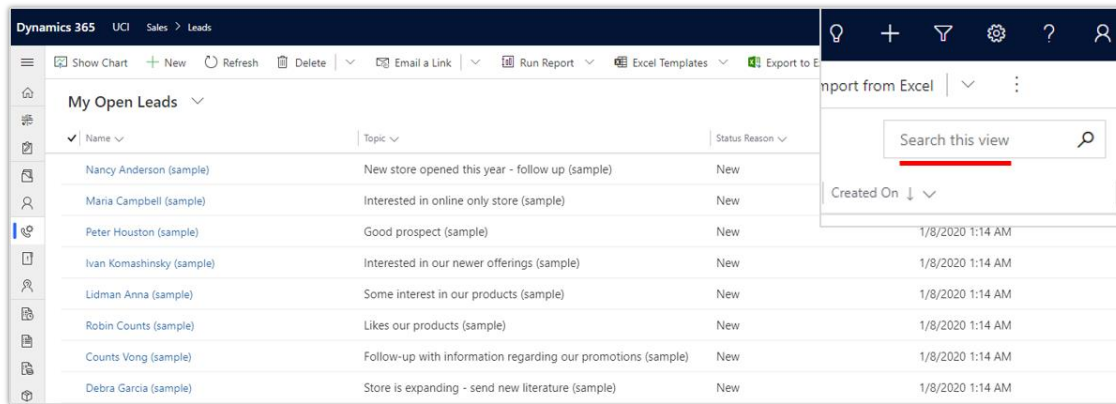 Dynamics 365 UCI Sales > Leads
Show Chart New Refresh Delete Email a Link Run Report Excel Templates Export to E
mport from Excel
My Open Leads
Search this view
Name Topic Status Reason Created On
Nancy Anderson (sample) New store opened this year - follow up (sample) New
Maria Campbell (sample) Interested in online only store (sample) New
Peter Houston (sample) Good prospect (sample) New 1/8/2020 1:14 AM
Ivan Komashinsky (sample) Interested in our newer offerings (sample) New 1/8/2020 1:14 AM
Lidman Anna (sample) Some interest in our products (sample) New 1/8/2020 1:14 AM
Robin Counts (sample) Likes our products (sample) New 1/8/2020 1:14 AM
Counts Vong (sample) Follow-up with information regarding our promotions (sample) New 1/8/2020 1:14 AM
Debra Garcia (sample) Store is expanding - send new literature (sample) New 1/8/2020 1:14 AM